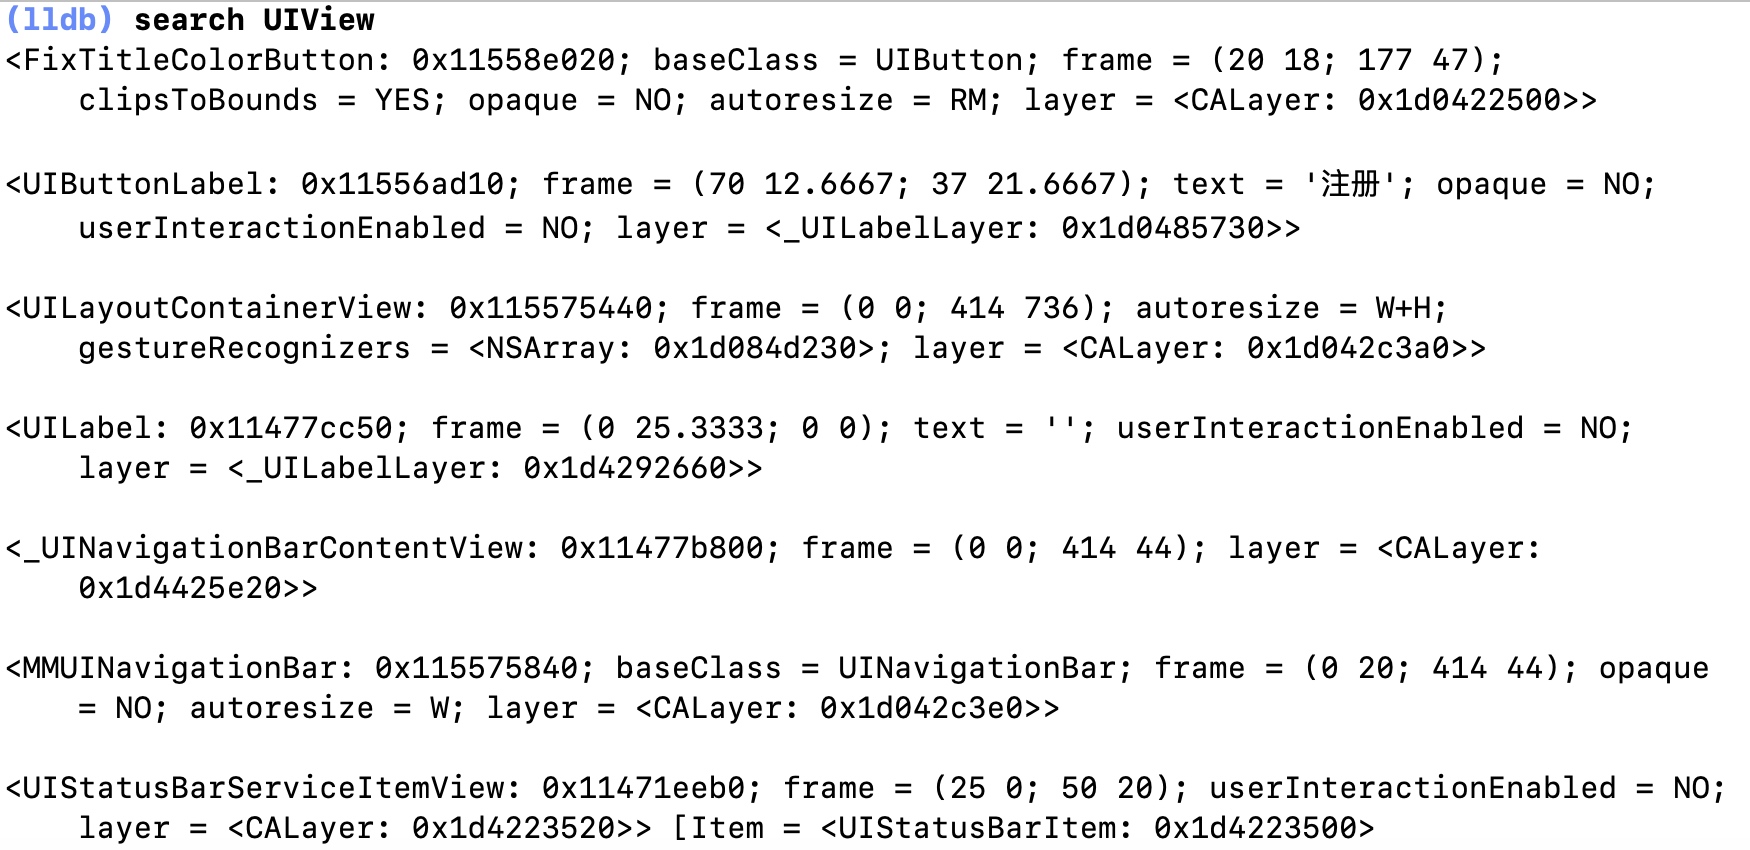 (lldb) search UIView
<FixTitleColorButton: 0x11558e020; baseClass = UIButton; frame = (20 18; 177 47);
clipsToBounds = YES; opaque = NO; autoresize = RM; layer = <CALayer: 0x1d0422500>>
<UIButtonLabel: 0x11556ad10; frame = (70 12.6667; 37 21.6667); text = '注册'; opaque = NO;
userInteractionEnabled = NO; layer = <_UILabelLayer: 0x1d0485730>>
<UILayoutContainerView: 0x115575440; frame = (0 0; 414 736); autoresize = W+H;
gestureRecognizers = <NSArray: 0x1d084d230>; layer = <CALayer: 0x1d042c3a0>>
<UILabel: 0x11477cc50; frame = (0 25.3333; 0 0); text = ''; userInteractionEnabled = NO;
layer = <_UILabelLayer: 0x1d4292660>>
<_UINavigationBarContentView: 0x11477b800; frame = (0 0; 414 44); layer = <CALayer:
0x1d4425e20>>
<MMUINavigationBar: 0x115575840; baseClass = UINavigationBar; frame = (0 20; 414 44); opaque
= NO; autoresize = W; layer = <CALayer: 0x1d042c3e0>>
<UIStatusBarServiceItemView: 0x11471eeb0; frame = (25 0; 50 20); userInteractionEnabled = NO;
layer = <CALayer: 0x1d4223520>> [Item = <UIStatusBarItem: 0x1d4223500>